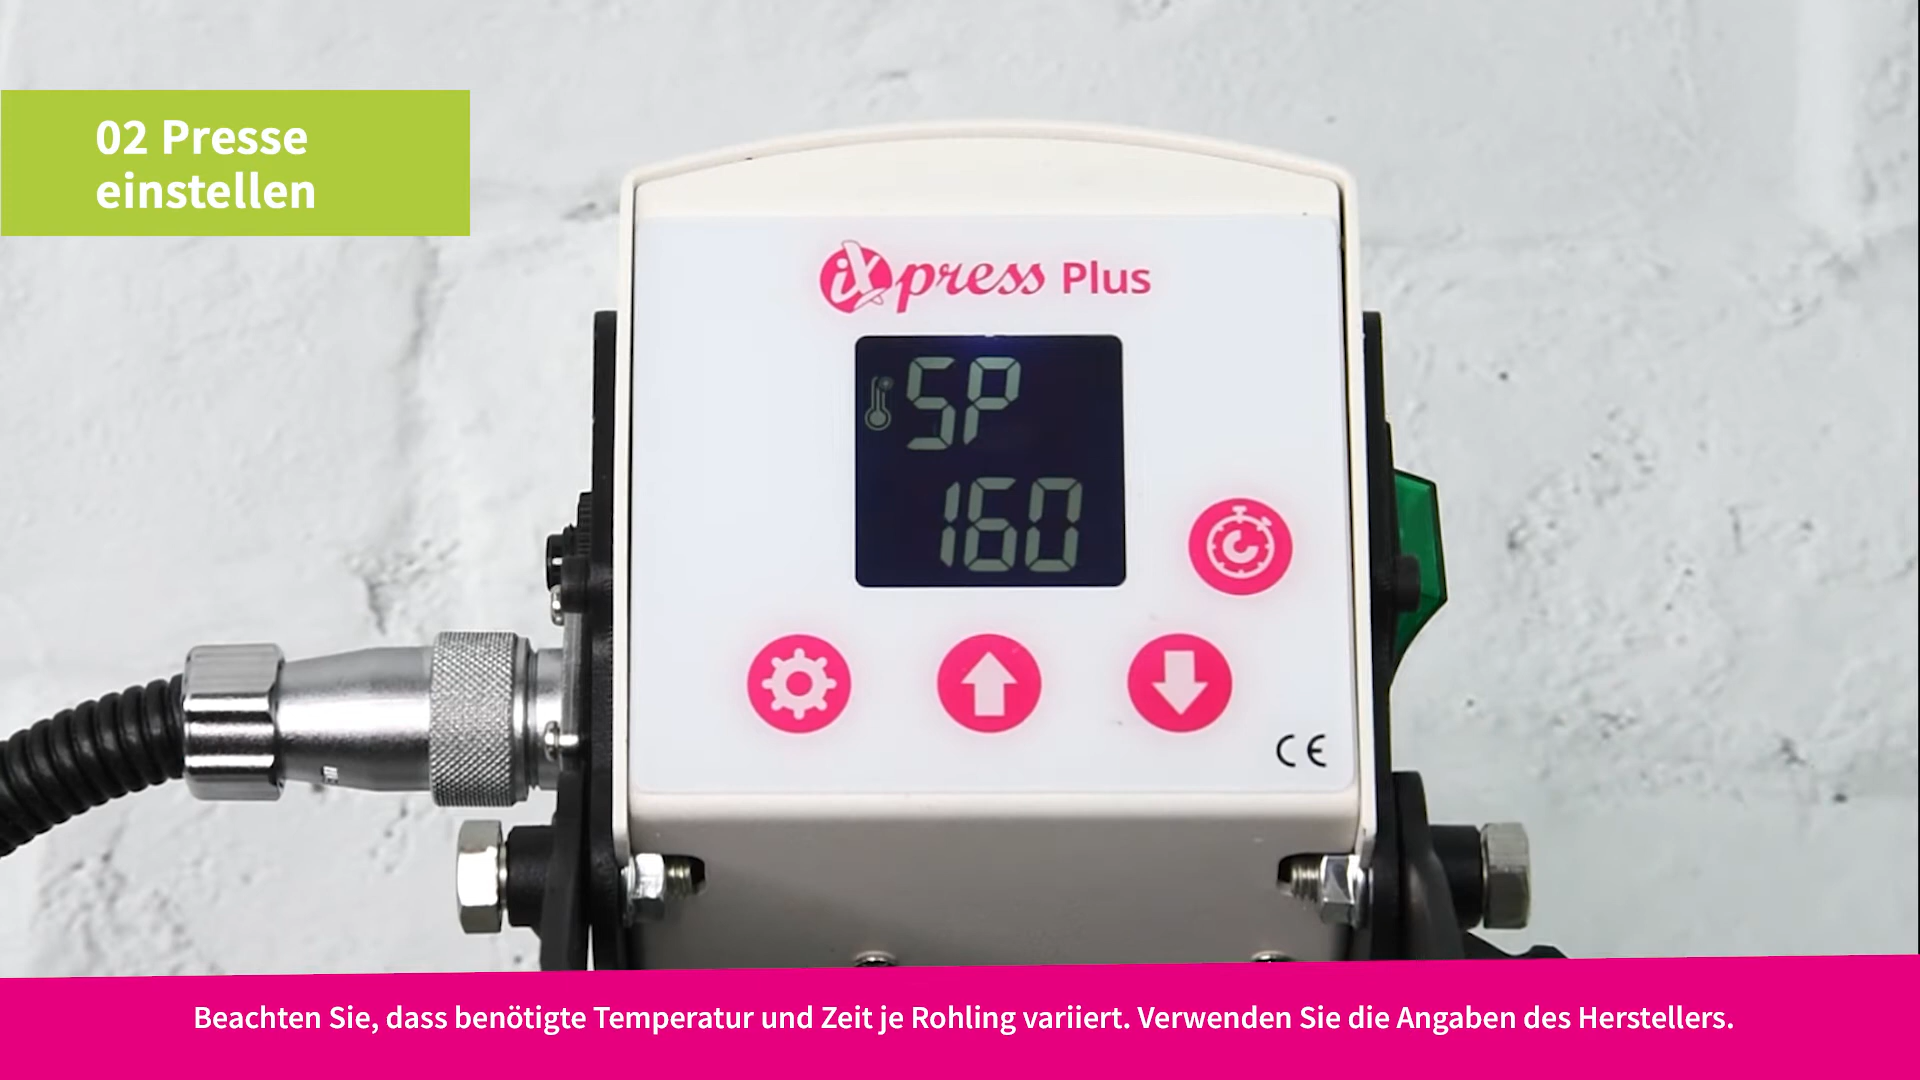 02 Presse
einstellen
iXpress Plus
SP
160
CE
Beachten Sie, dass benötigte Temperatur und Zeit je Rohling variiert. Verwenden Sie die Angaben des Herstellers.